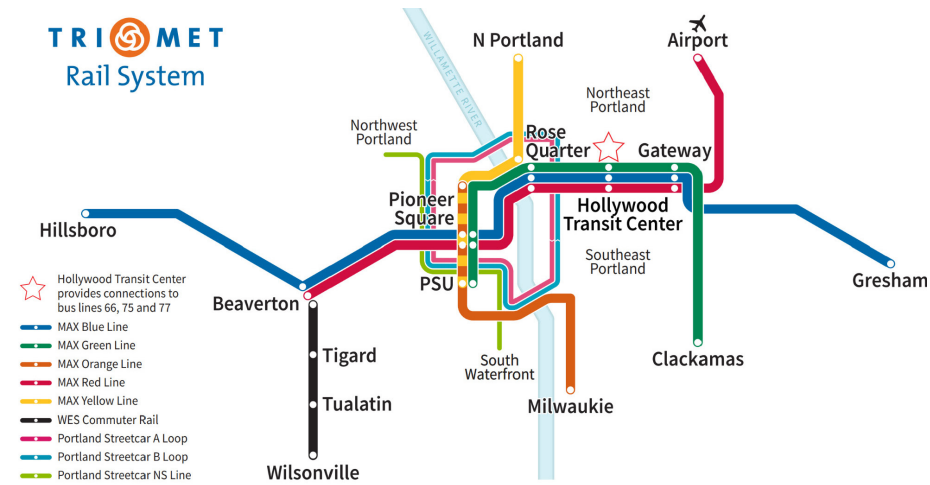 TRI MET
Rail System
N Portland
Airport
WILLAMETTE RIVER
Northeast
Portland
Northwest
Portland
Rose
Quarter
Gateway
Pioneer
Square
Hollywood
Transit Center
Hillsboro
Southeast
Portland
Hollywood Transit Center
provides connections to
bus lines 66, 75 and 77
Beaverton
PSU
Gresham
MAX Blue Line
MAX Green Line
MAX Orange Line
MAX Red Line
MAX Yellow Line
WES Commuter Rail
Portland Streetcar A Loop
Portland Streetcar B Loop
Portland Streetcar NS Line
Tigard
Tualatin
Wilsonville
South
Waterfront
Clackamas
Milwaukie